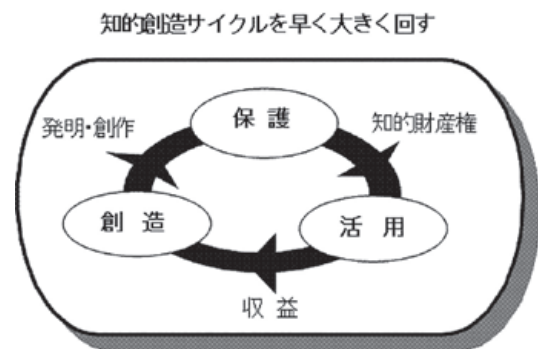 知的創造サイクルを早く大きく回す
保 護
発明・創作
知的財産権
創 造
活 用
収 益